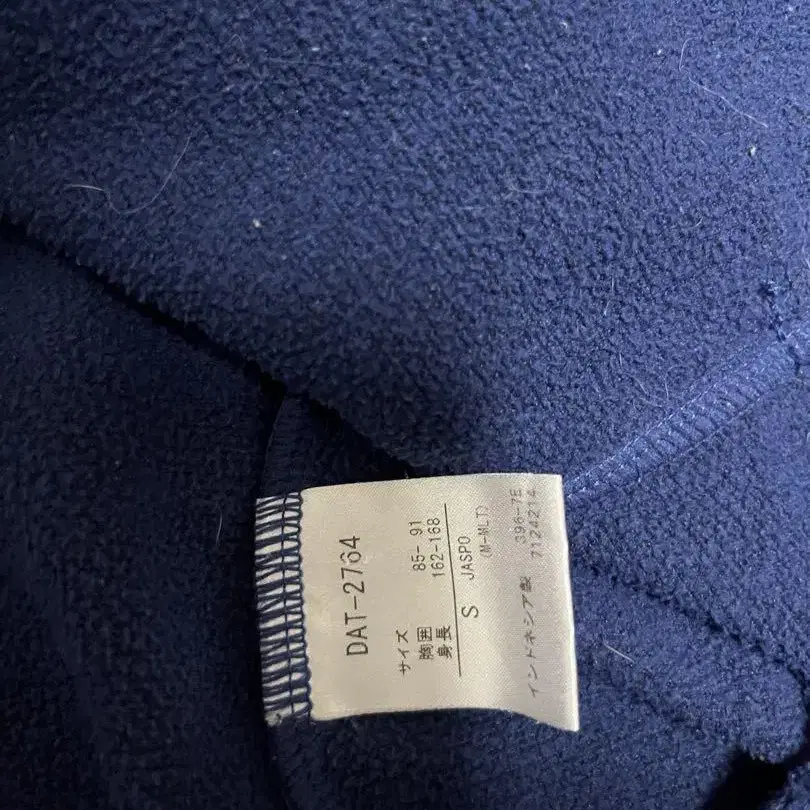 DAT-2764
サイズ
胸囲 85- 91
身長 162-168
S JASPO
(M-MLT)
インドネシア製 396-7E
7124214